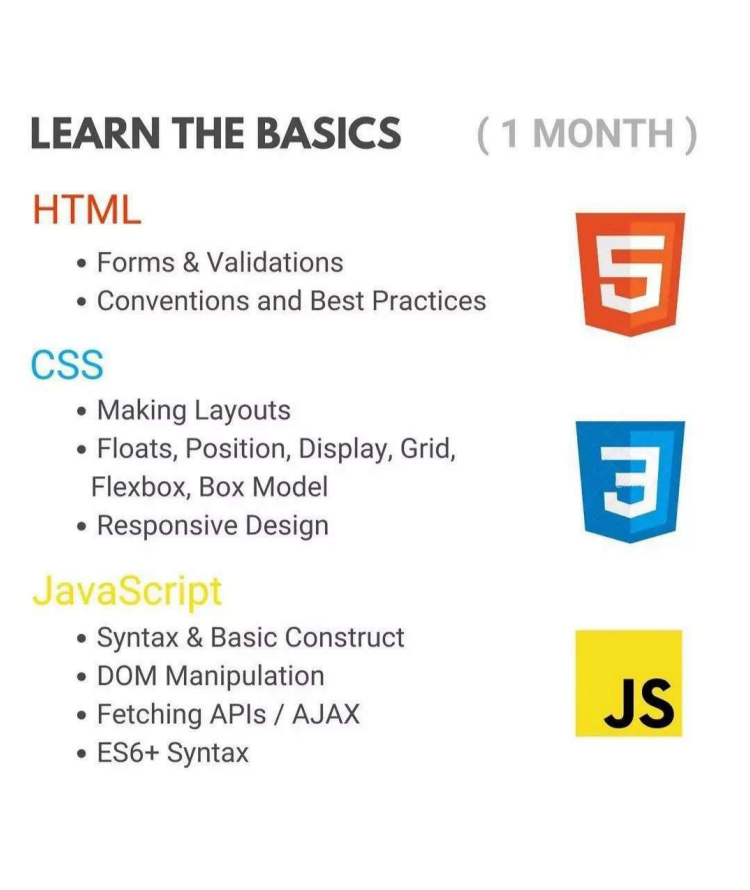 LEARN THE BASICS ( 1 MONTH )
HTML
• Forms & Validations
• Conventions and Best Practices
5
CSS
• Making Layouts
• Floats, Position, Display, Grid,
Flexbox, Box Model
• Responsive Design
3
JavaScript
• Syntax & Basic Construct
• DOM Manipulation
• Fetching APIs / AJAX
• ES6+ Syntax
JS